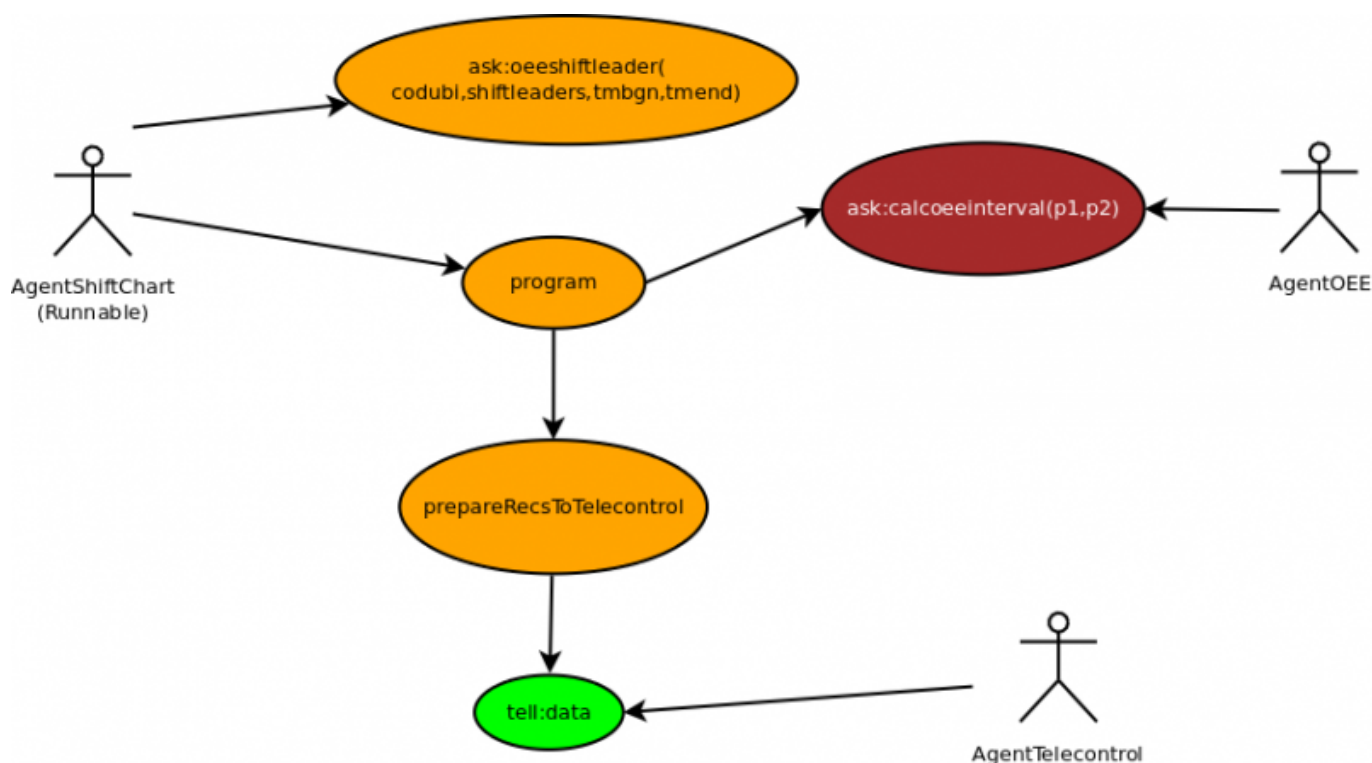 ask:oeeshiftleader(
codubi,shiftleaders,tmbgn,tmend)
ask:calcoeeinterval(p1,p2)
AgentShiftChart
(Runnable)
program
AgentOEE
prepareRecsToTelecontrol
tell:data
AgentTelecontrol